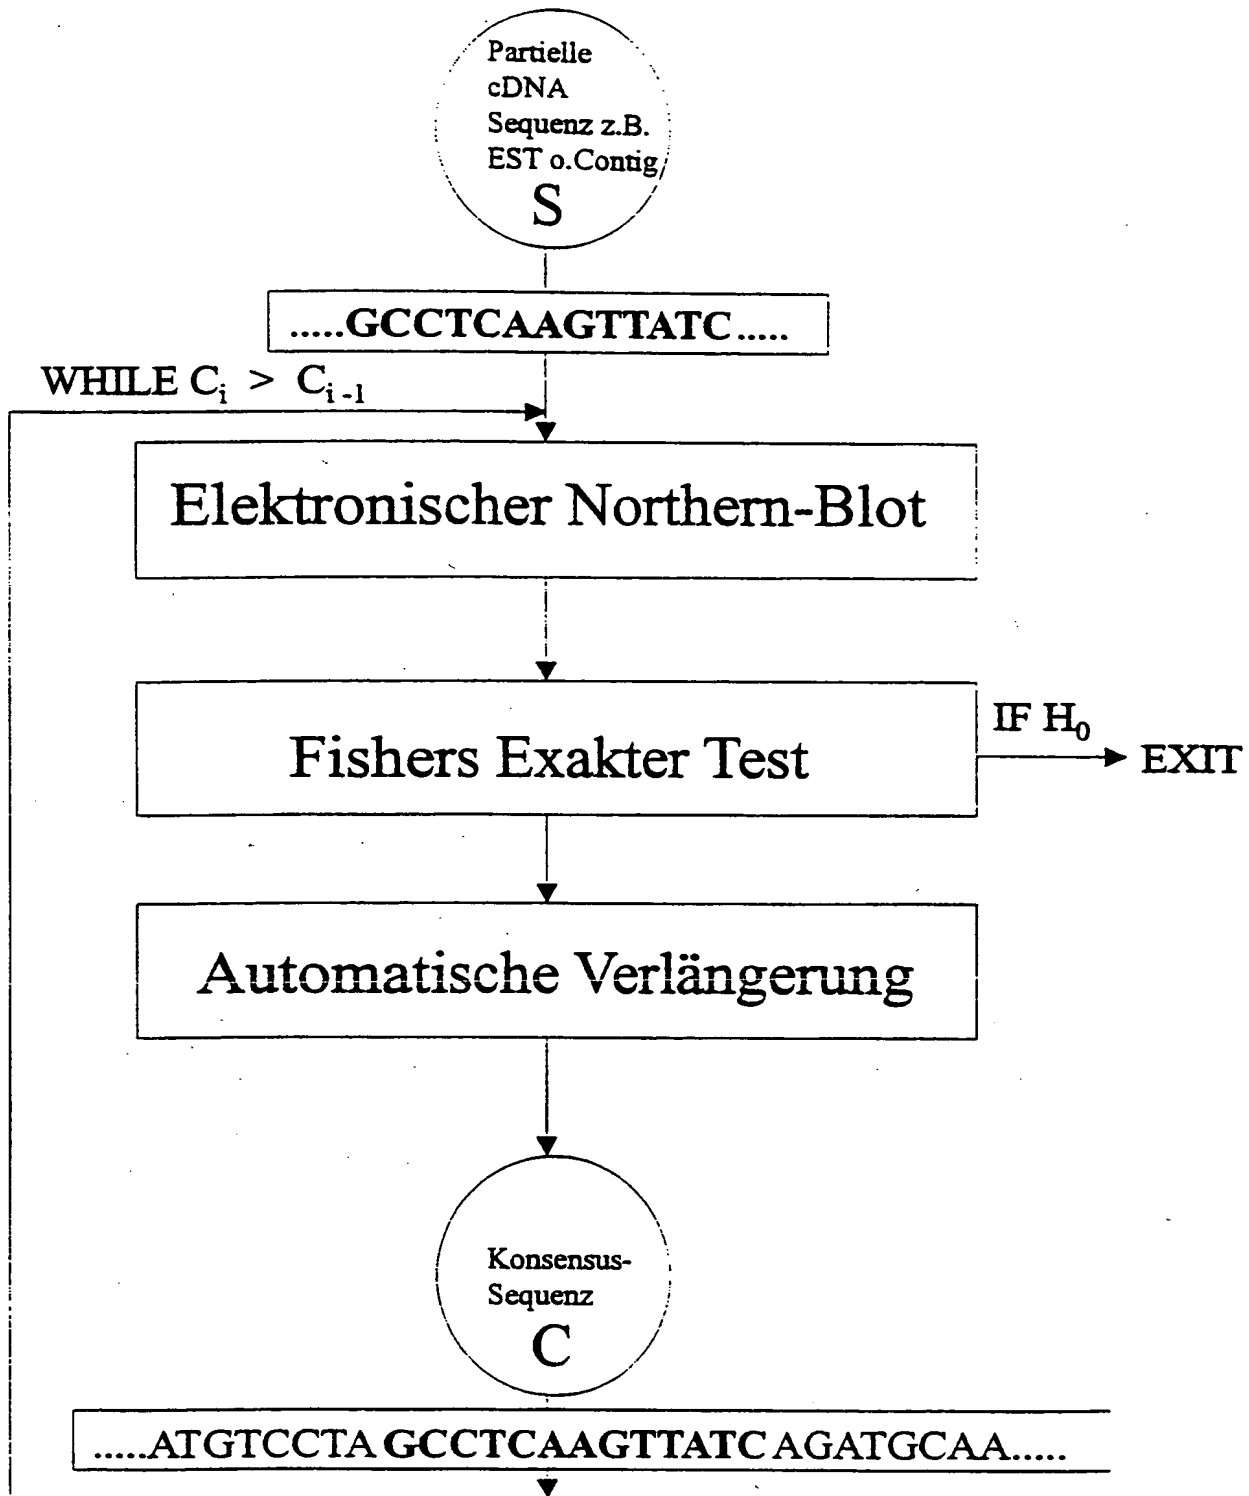 Partielle
cDNA
Sequenz z.B.
EST o.Contig
S
.....GCCTCAAGTTATC.....
WHILE Ci > Ci-1
Elektronischer Northern-Blot
Fishers Exakter Test
IF H0
EXIT
Automatische Verlängerung
Konsensus-
Sequenz
C
.....ATGTCCTA GCCTCAAGTTATC AGATGCAA.....